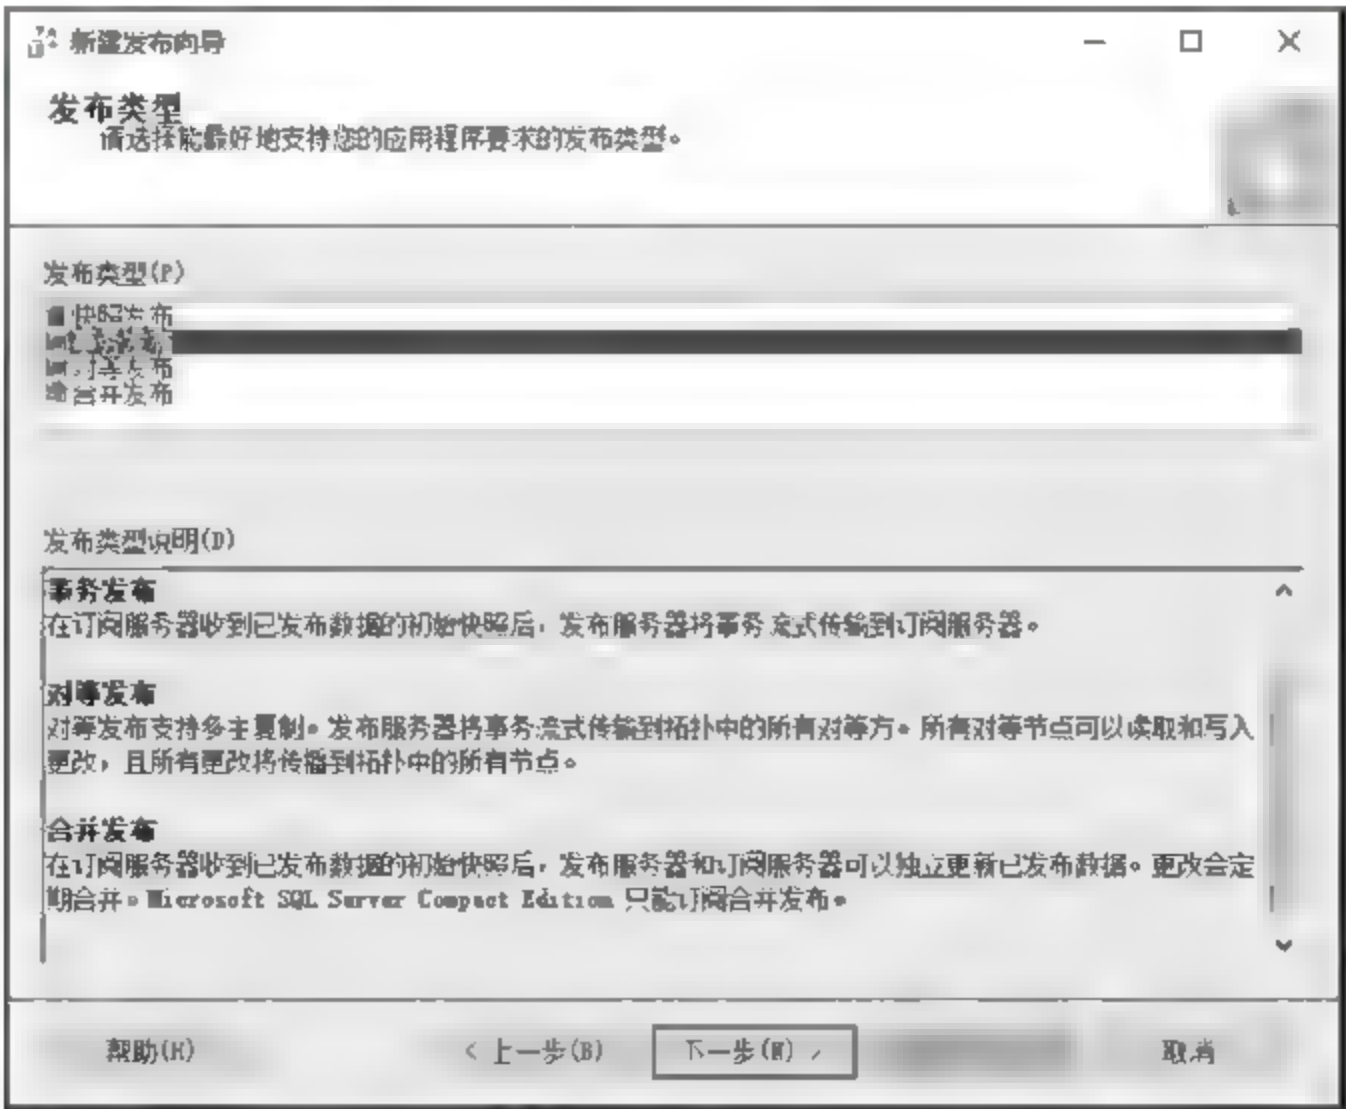 新建发布向导
发布类型
请选择能最好地支持您的应用程序要求的发布类型。
发布类型(P)
快照发布
对等发布
合并发布
发布类型说明(D)
事务发布
在订阅服务器收到已发布数据的初始快照后，发布服务器将事务流式传输到订阅服务器。
对等发布
对等发布支持多主复制。发布服务器将事务流式传输到拓扑中的所有对等方。所有对等节点可以读取和写入
更改，且所有更改将传播到拓扑中的所有节点。
合并发布
在订阅服务器收到已发布数据的初始快照后，发布服务器和订阅服务器可以独立更新已发布数据。更改会定
期合并。Microsoft SQL Server Compact Edition 只能订阅合并发布。
帮助(H)
< 上一步(B)
下一步(N) >
取消